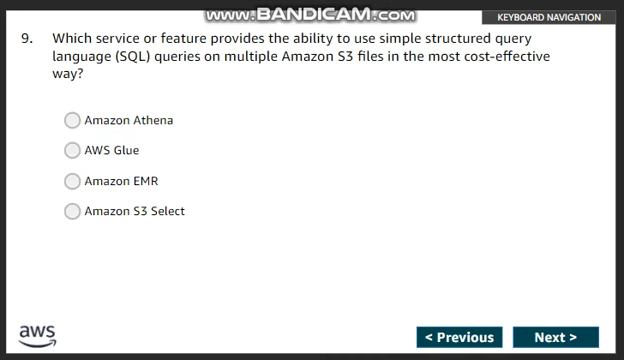 www.BANDICAM.com
KEYBOARD NAVIGATION
9. Which service or feature provides the ability to use simple structured query
language (SQL) queries on multiple Amazon S3 files in the most cost-effective
way?
Amazon Athena
AWS Glue
Amazon EMR
Amazon S3 Select
aws
< Previous
Next >